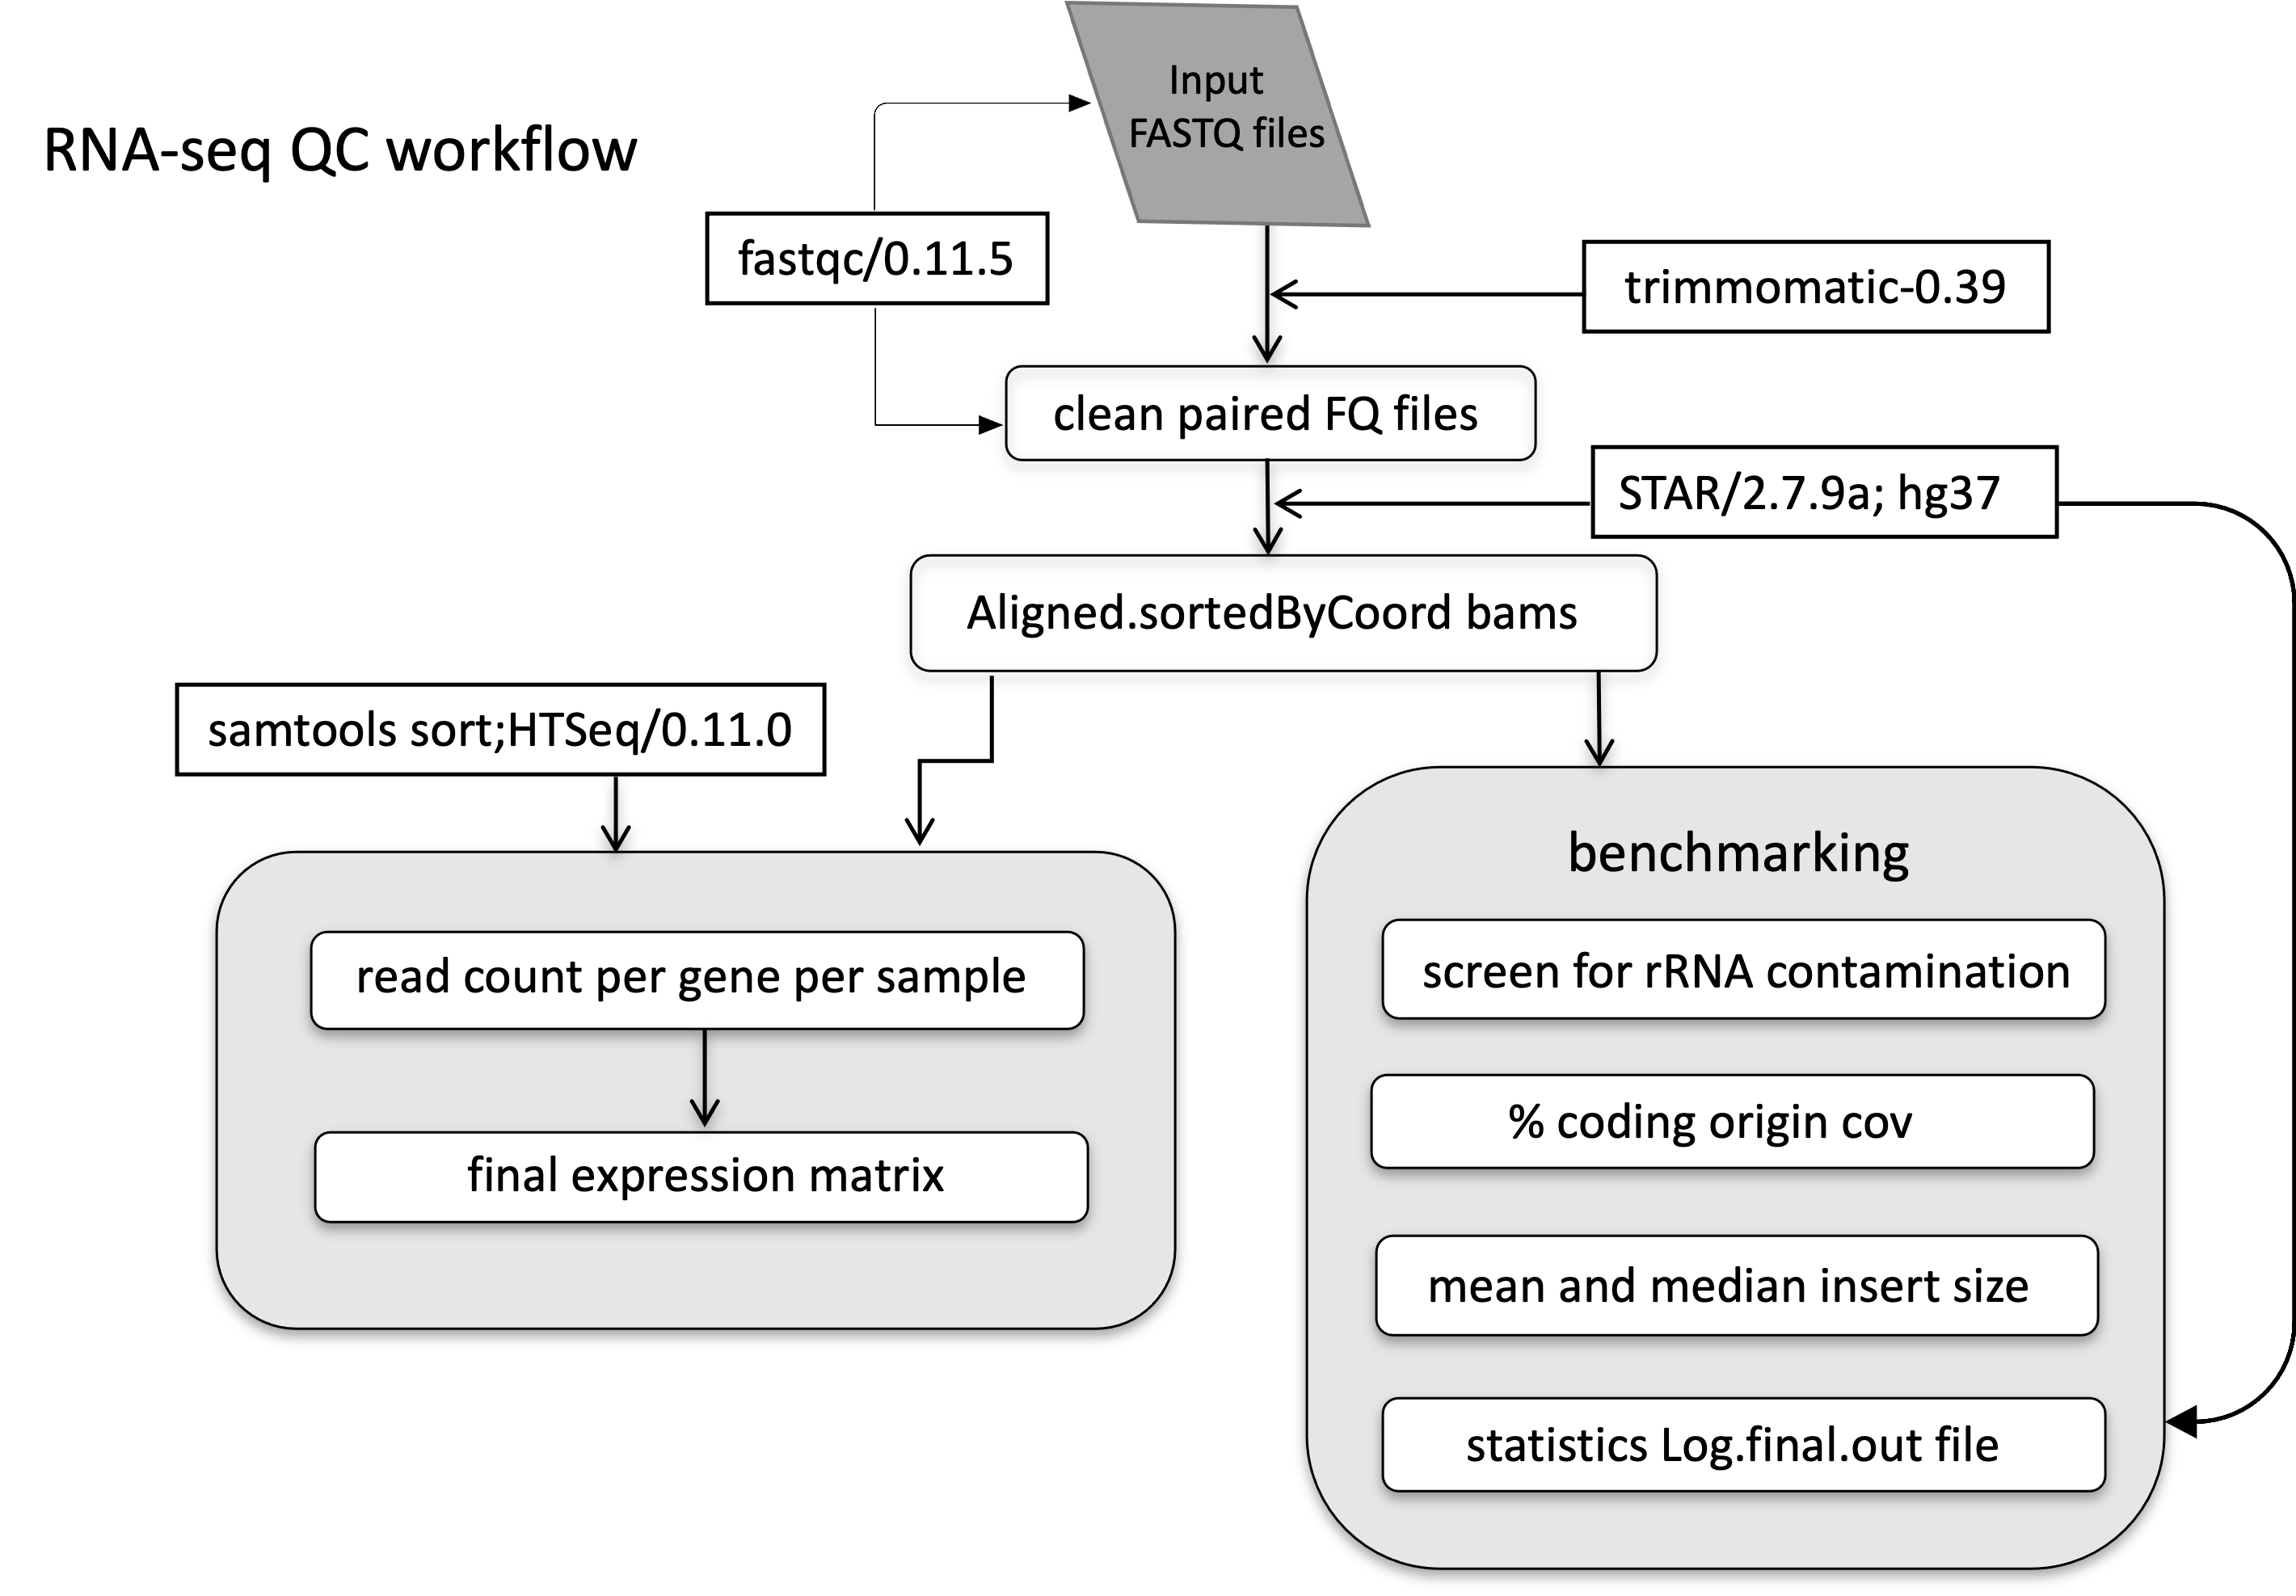 RNA-seq QC workflow
Input
FASTQ files
fastqc/0.11.5
trimmomatic-0.39
clean paired FQ files
STAR/2.7.9a; hg37
Aligned.sortedByCoord bams
samtools sort;HTSeq/0.11.0
read count per gene per sample
final expression matrix
benchmarking
screen for rRNA contamination
% coding origin cov
mean and median insert size
statistics Log.final.out file